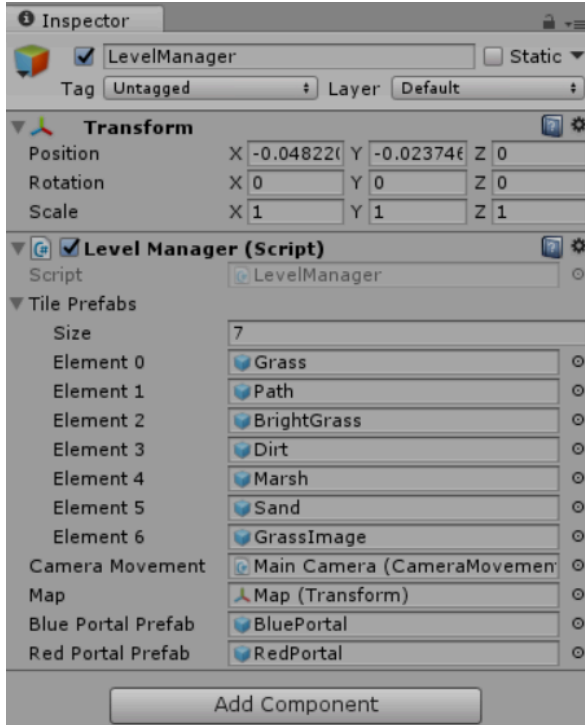 Inspector
LevelManager Static
Tag Untagged Layer Default
Transform
Position X -0.04822( Y -0.02374€ Z 0
Rotation X 0 Y 0 Z 0
Scale X 1 Y 1 Z 1
Level Manager (Script)
Script LevelManager
Tile Prefabs
Size 7
Element 0 Grass
Element 1 Path
Element 2 BrightGrass
Element 3 Dirt
Element 4 Marsh
Element 5 Sand
Element 6 GrassImage
Camera Movement Main Camera (CameraMovemen
Map Map (Transform)
Blue Portal Prefab BluePortal
Red Portal Prefab RedPortal
Add Component